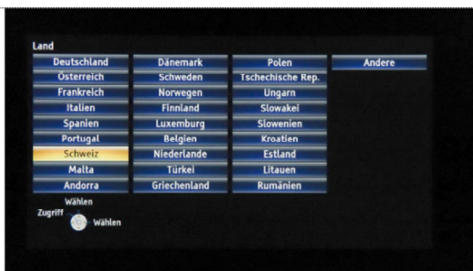 Land
Deutschland Dänemark Polen Andere
Österreich Schweden Tschechische Rep.
Frankreich Norwegen Ungarn
Italien Finnland Slowakei
Spanien Luxemburg Slowenien
Portugal Belgien Kroatien
Schweiz Niederlande Estland
Malta Türkei Litauen
Andorra Griechenland Rumänien
Wählen
Zugriff
Wählen